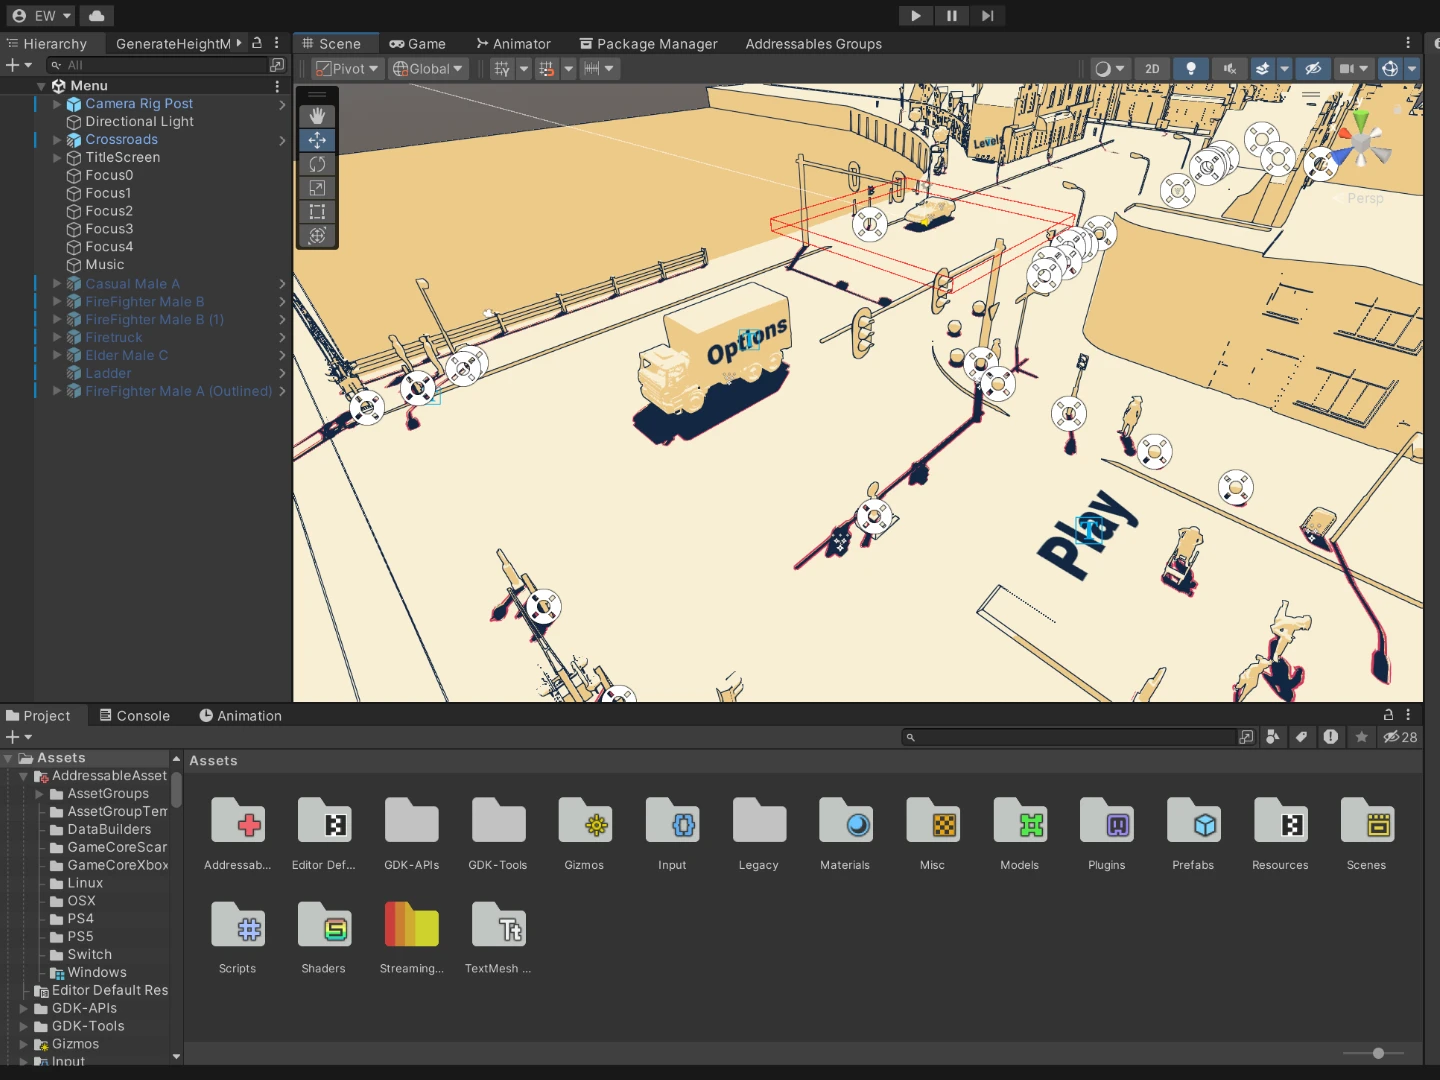 EW
Hierarchy
GenerateHeightM
Scene
Game
Animator
Package Manager
Addressables Groups
All
Pivot
Global
2D
Menu
Camera Rig Post
Directional Light
Crossroads
TitleScreen
Focus0
Focus1
Focus2
Focus3
Focus4
Music
Casual Male A
FireFighter Male B
FireFighter Male B (1)
Firetruck
Elder Male C
Ladder
FireFighter Male A (Outlined)
Levels
Persp
Options
Play
Project
Console
Animation
28
Assets
AddressableAsset
AssetGroups
AssetGroupTem
DataBuilders
GameCoreScar
GameCoreXbox
Linux
OSX
PS4
PS5
Switch
Windows
Editor Default Res
GDK-APIs
GDK-Tools
Gizmos
Input
Assets
Addressab...
Editor Def...
GDK-APIs
GDK-Tools
Gizmos
Input
Legacy
Materials
Misc
Models
Plugins
Prefabs
Resources
Scenes
Scripts
Shaders
Streaming...
TextMesh ...